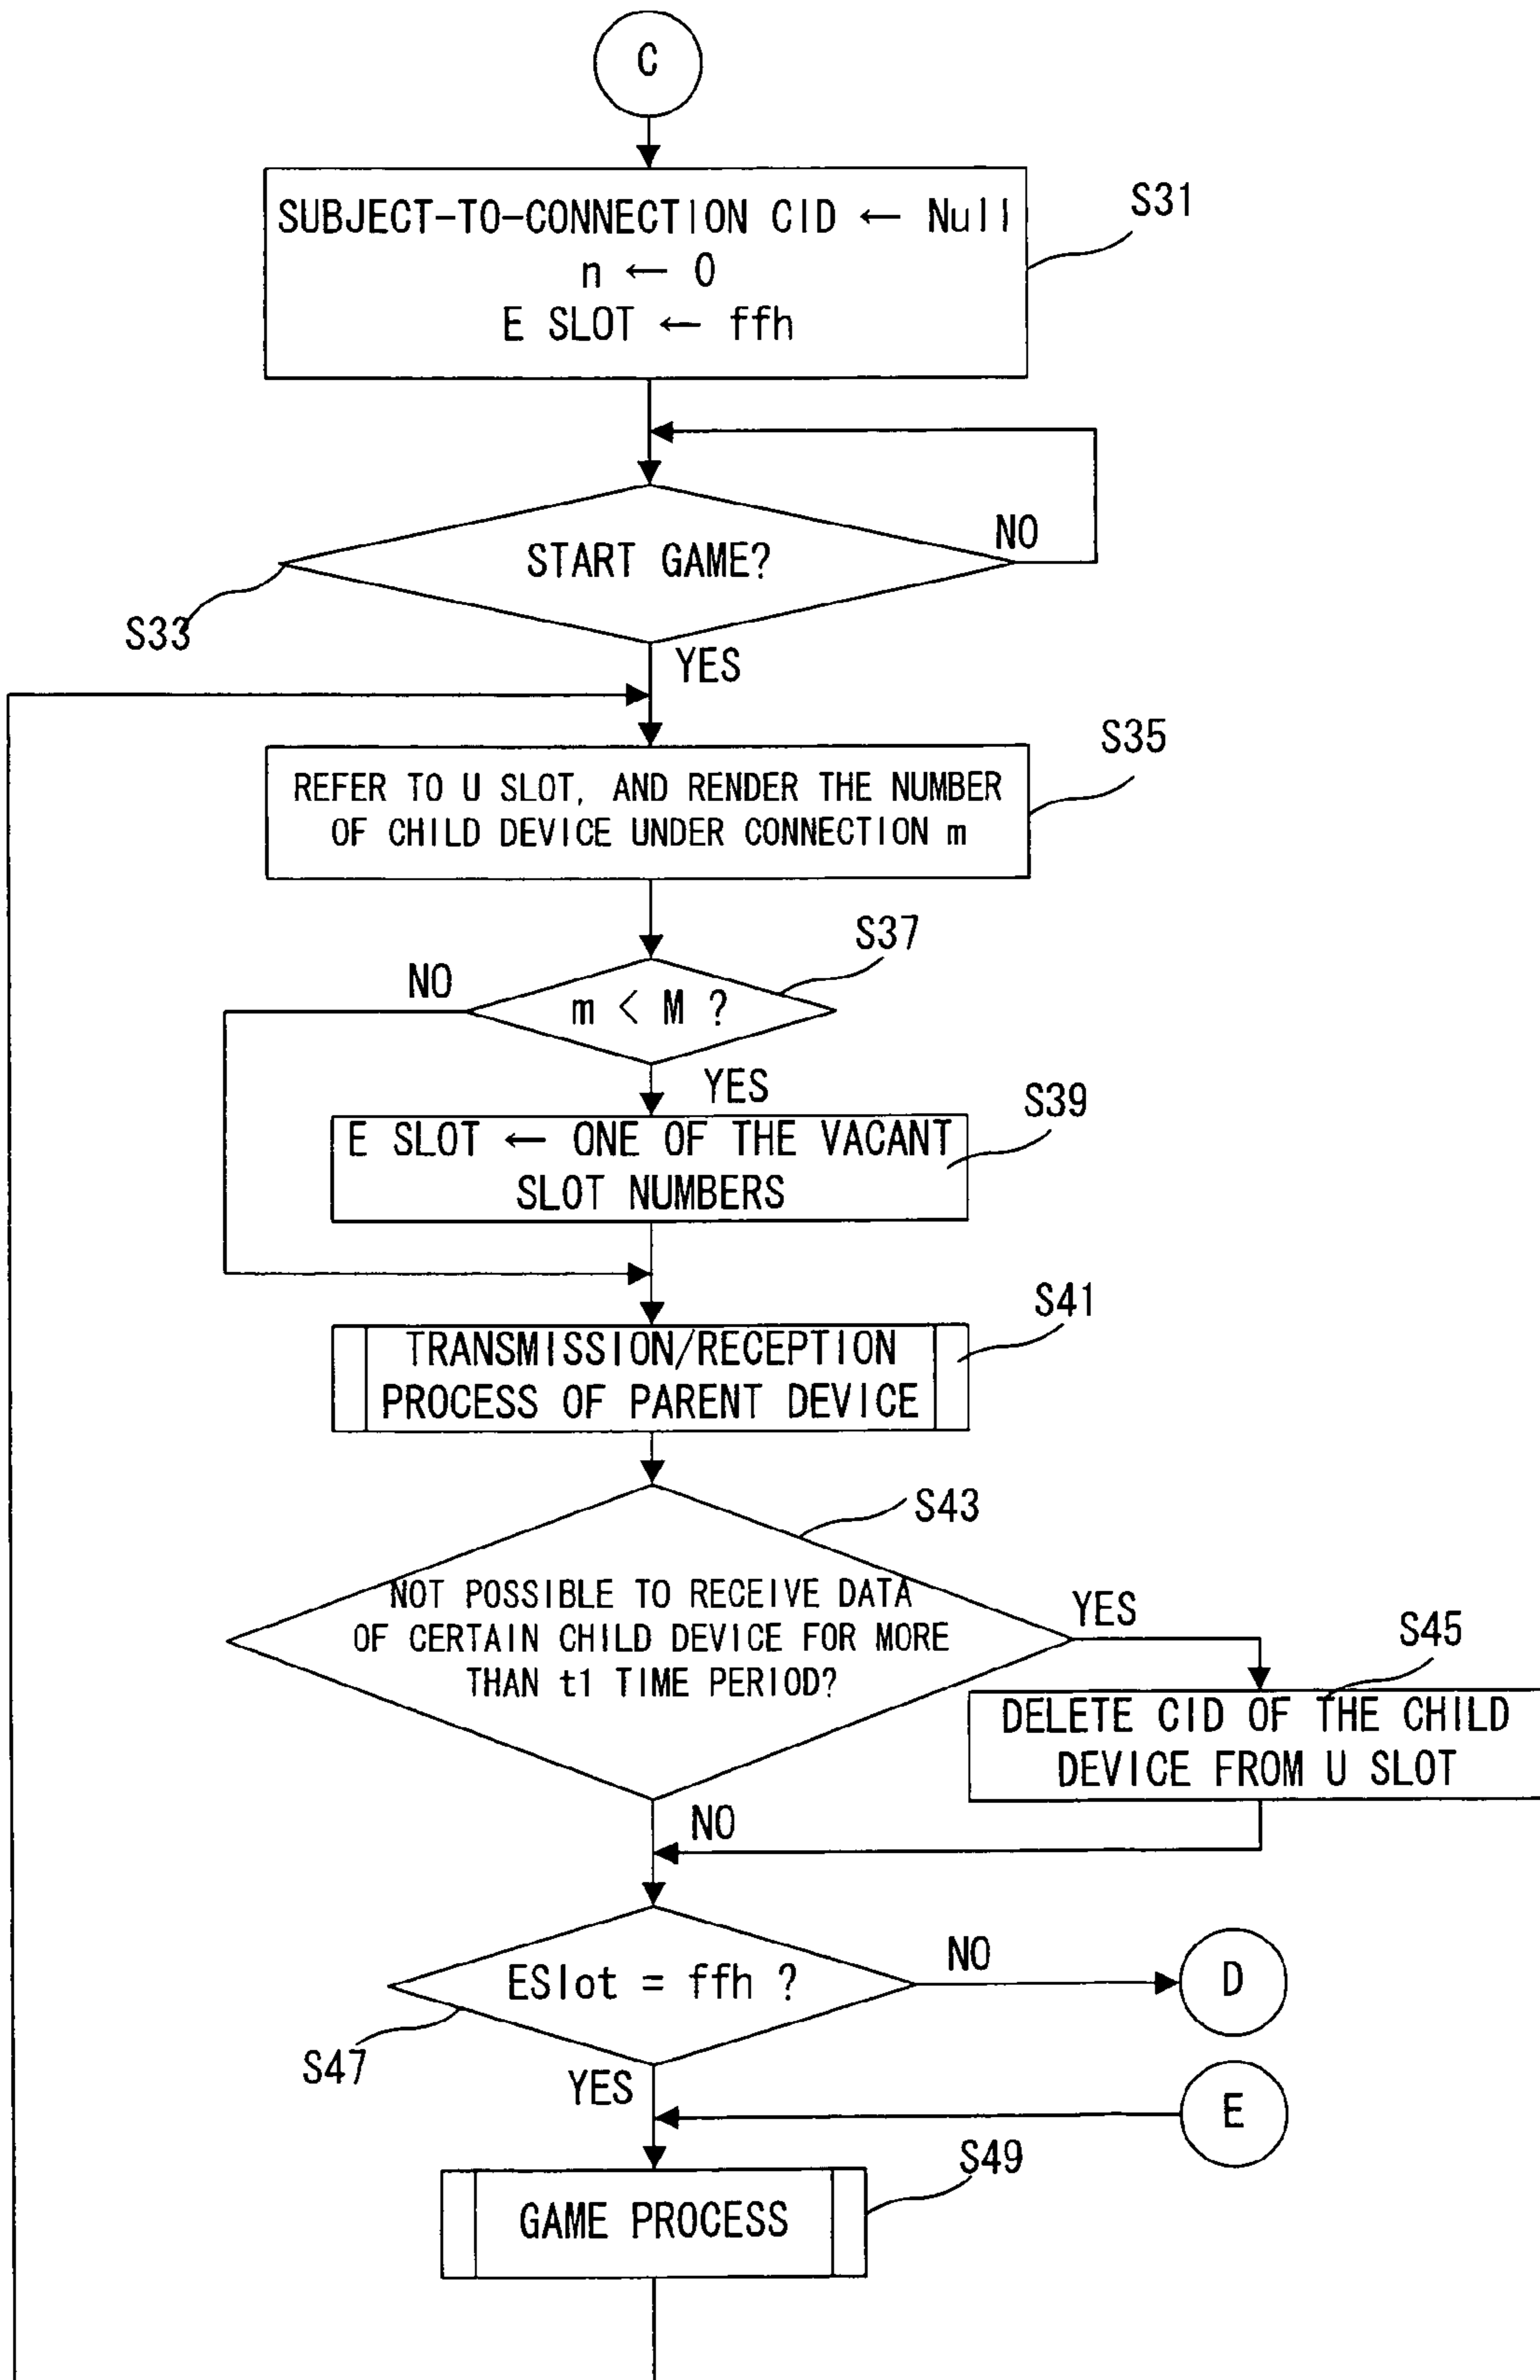 C
SUBJECT-TO-CONNECTION CID ← Null
n ← 0
E SLOT ← ffh
S31
START GAME?
NO
S33
YES
S35
REFER TO U SLOT, AND RENDER THE NUMBER
OF CHILD DEVICE UNDER CONNECTION m
S37
NO
m < M ?
YES
S39
E SLOT ← ONE OF THE VACANT
SLOT NUMBERS
S41
TRANSMISSION/RECEPTION
PROCESS OF PARENT DEVICE
S43
NOT POSSIBLE TO RECEIVE DATA
OF CERTAIN CHILD DEVICE FOR MORE
THAN t1 TIME PERIOD?
YES
S45
DELETE CID OF THE CHILD
DEVICE FROM U SLOT
NO
ESlot = ffh ?
NO
D
S47
YES
E
S49
GAME PROCESS